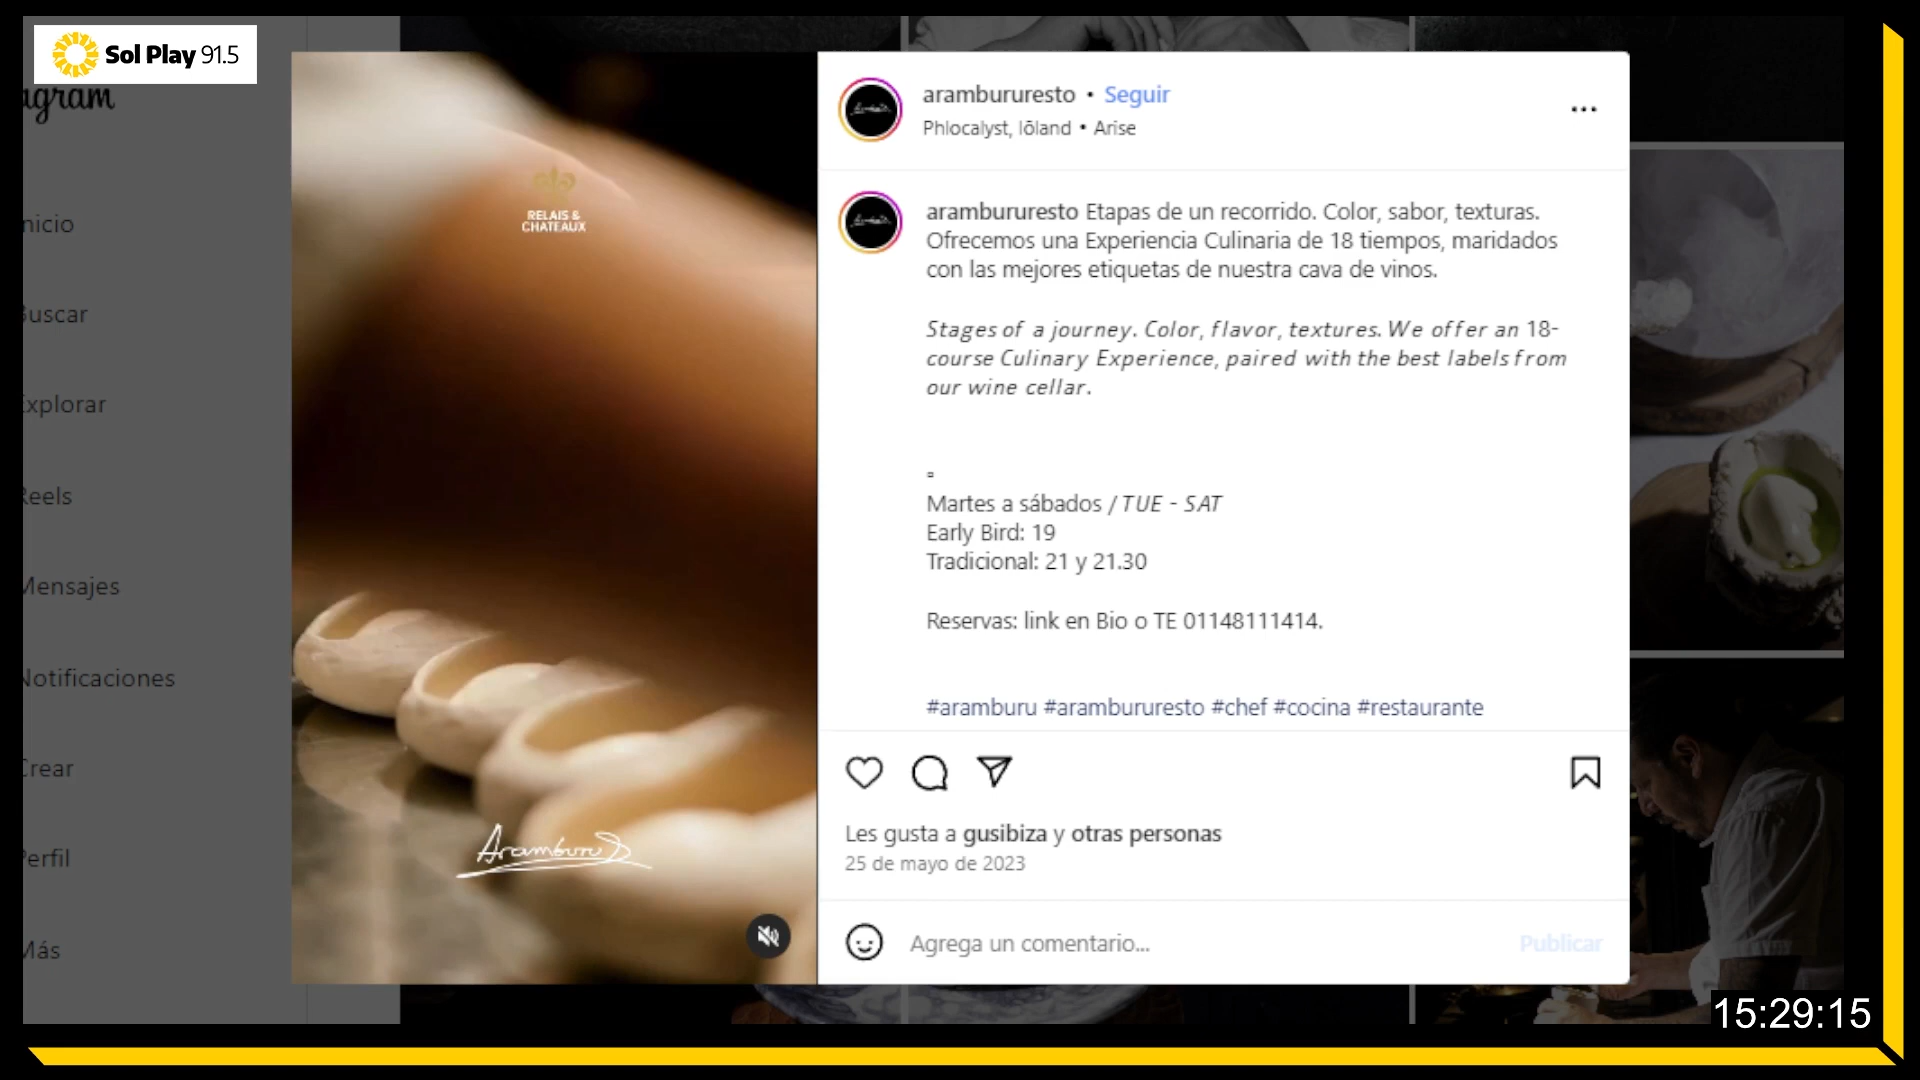 Sol Play 91.5
agram
nicio
Buscar
Explorar
Reels
Mensajes
Notificaciones
Crear
Perfil
Más
RELAIS &
CHATEAUX
Aramburu
arambururesto • Seguir
Phlocalyst, lōland • Arise
arambururesto Etapas de un recorrido. Color, sabor, texturas.
Ofrecemos una Experiencia Culinaria de 18 tiempos, maridados
con las mejores etiquetas de nuestra cava de vinos.
Stages of a journey. Color, flavor, textures. We offer an 18-
course Culinary Experience, paired with the best labels from
our wine cellar.
Martes a sábados / TUE - SAT
Early Bird: 19
Tradicional: 21 y 21.30
Reservas: link en Bio o TE 01148111414.
#aramburu #arambururesto #chef #cocina #restaurante
Les gusta a gusibiza y otras personas
25 de mayo de 2023
Agrega un comentario...
Publicar
15:29:15